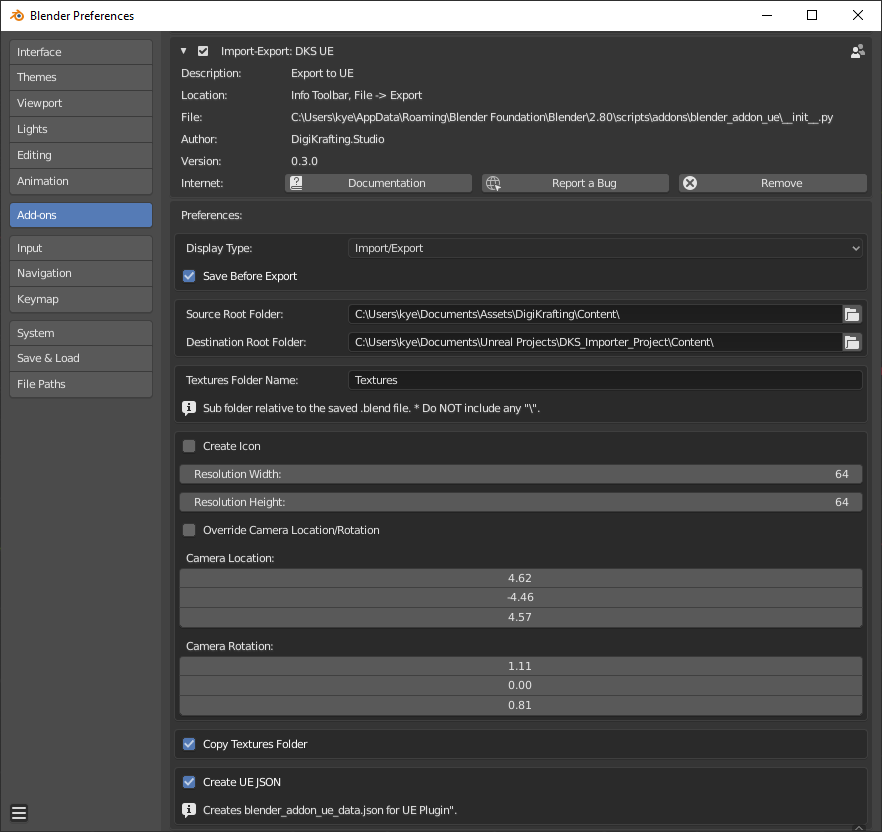 Blender Preferences
Interface
Themes
Viewport
Lights
Editing
Animation
Add-ons
Input
Navigation
Keymap
System
Save & Load
File Paths
Import-Export: DKS UE
Description: Export to UE
Location: Info Toolbar, File -> Export
File: C:\Users\kye\AppData\Roaming\Blender Foundation\Blender\2.80\scripts\addons\blender_addon_ue\__init__.py
Author: DigiKrafting.Studio
Version: 0.3.0
Internet: Documentation Report a Bug Remove
Preferences:
Display Type: Import/Export
Save Before Export
Source Root Folder: C:\Users\kye\Documents\Assets\DigiKrafting\Content\
Destination Root Folder: C:\Users\kye\Documents\Unreal Projects\DKS_Importer_Project\Content\
Textures Folder Name: Textures
Sub folder relative to the saved .blend file. * Do NOT include any "\".
Create Icon
Resolution Width: 64
Resolution Height: 64
Override Camera Location/Rotation
Camera Location:
4.62
-4.46
4.57
Camera Rotation:
1.11
0.00
0.81
Copy Textures Folder
Create UE JSON
Creates blender_addon_ue_data.json for UE Plugin".